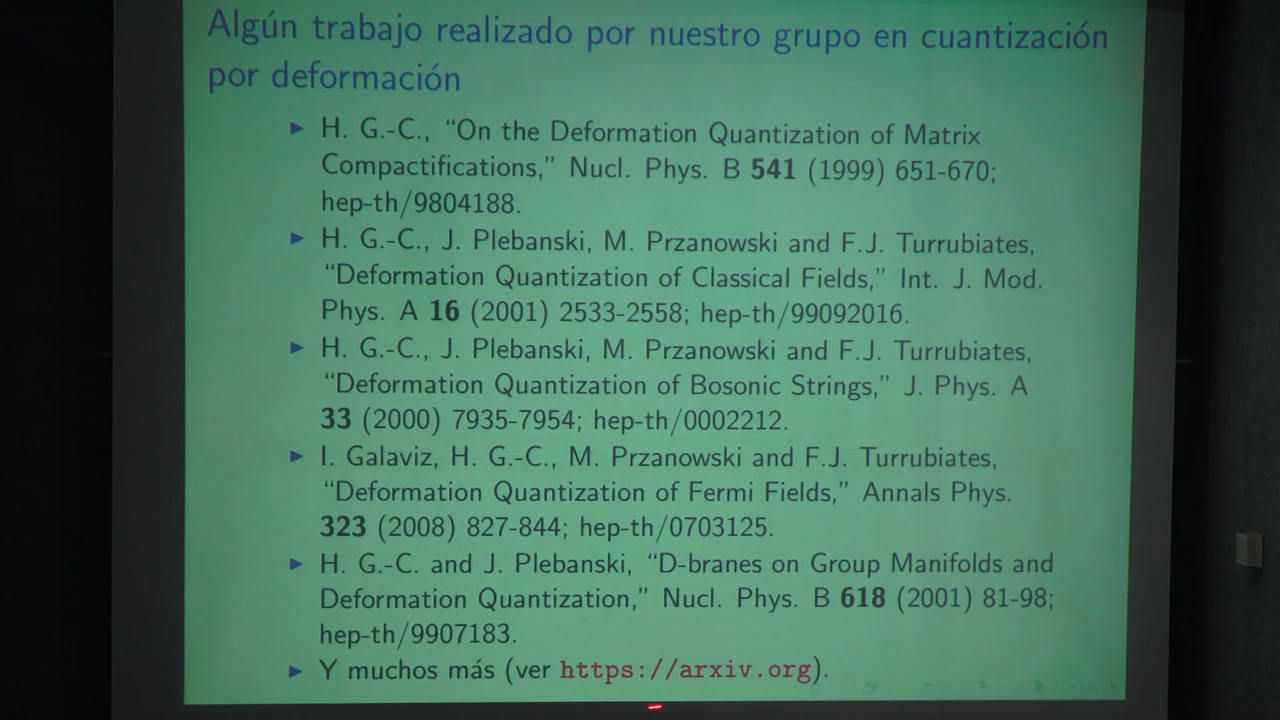 Algún trabajo realizado por nuestro grupo en cuantización
por deformación
▶ H. G.-C., “On the Deformation Quantization of Matrix
Compactifications,” Nucl. Phys. B 541 (1999) 651-670;
hep-th/9804188.
▶ H. G.-C., J. Plebanski, M. Przanowski and F.J. Turrubiates,
“Deformation Quantization of Classical Fields,” Int. J. Mod.
Phys. A 16 (2001) 2533-2558; hep-th/99092016.
▶ H. G.-C., J. Plebanski, M. Przanowski and F.J. Turrubiates,
“Deformation Quantization of Bosonic Strings,” J. Phys. A
33 (2000) 7935-7954; hep-th/0002212.
▶ I. Galaviz, H. G.-C., M. Przanowski and F.J. Turrubiates,
“Deformation Quantization of Fermi Fields,” Annals Phys.
323 (2008) 827-844; hep-th/0703125.
▶ H. G.-C. and J. Plebanski, “D-branes on Group Manifolds and
Deformation Quantization,” Nucl. Phys. B 618 (2001) 81-98;
hep-th/9907183.
▶ Y muchos más (ver https://arxiv.org).